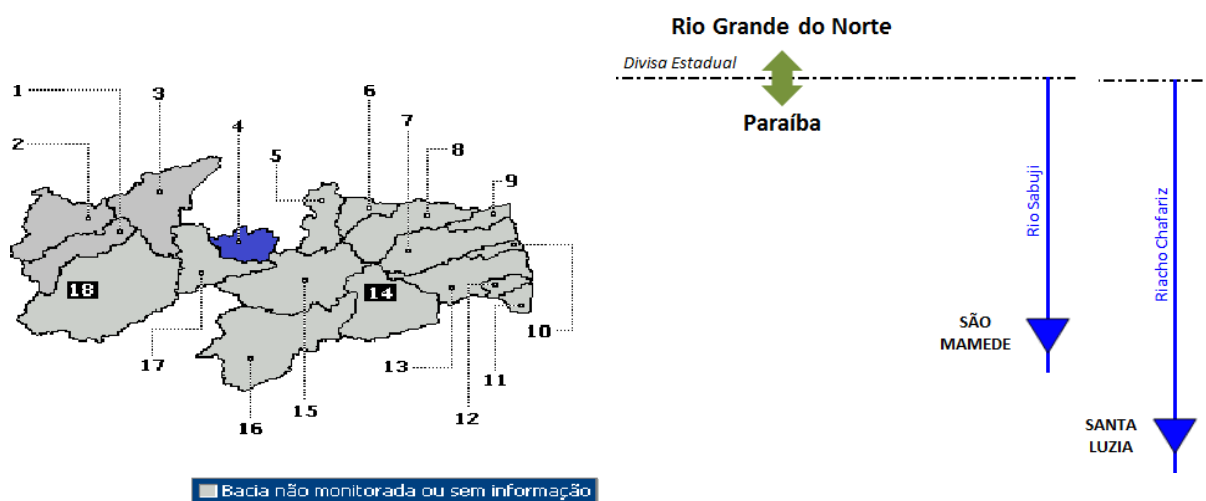 1
2
3
4
5
6
7
8
9
10
11
12
13
14
15
16
17
18
Bacia não monitorada ou sem informação
Rio Grande do Norte
Divisa Estadual
Paraíba
Rio Sabuji
Riacho Chafariz
SÃO
MAMEDE
SANTA
LUZIA